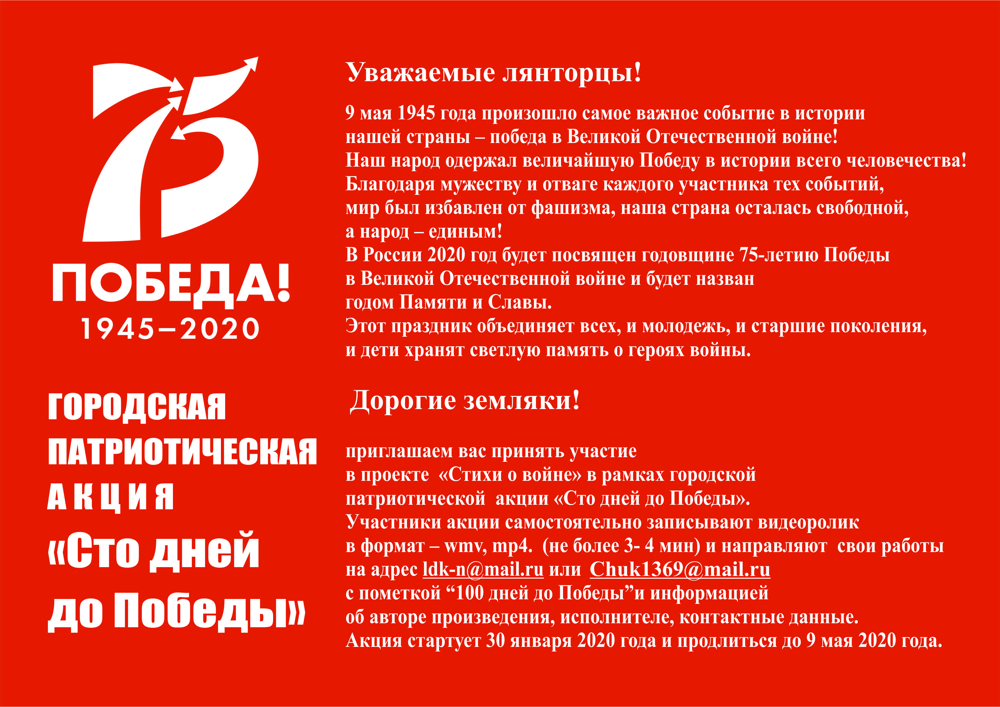 75
ПОБЕДА!
1945–2020
ГОРОДСКАЯ
ПАТРИОТИЧЕСКАЯ
АКЦИЯ
«Сто дней
до Победы»
Уважаемые лянторцы!
9 мая 1945 года произошло самое важное событие в истории
нашей страны – победа в Великой Отечественной войне!
Наш народ одержал величайшую Победу в истории всего человечества!
Благодаря мужеству и отваге каждого участника тех событий,
мир был избавлен от фашизма, наша страна осталась свободной,
а народ – единым!
В России 2020 год будет посвящен годовщине 75-летию Победы
в Великой Отечественной войне и будет назван
годом Памяти и Славы.
Этот праздник объединяет всех, и молодежь, и старшие поколения,
и дети хранят светлую память о героях войны.
Дорогие земляки!
приглашаем вас принять участие
в проекте «Стихи о войне» в рамках городской
патриотической акции «Сто дней до Победы».
Участники акции самостоятельно записывают видеоролик
в формат – wmv, mp4. (не более 3- 4 мин) и направляют свои работы
на адрес ldk-n@mail.ru или Chuk1369@mail.ru
с пометкой “100 дней до Победы”и информацией
об авторе произведения, исполнителе, контактные данные.
Акция стартует 30 января 2020 года и продлиться до 9 мая 2020 года.